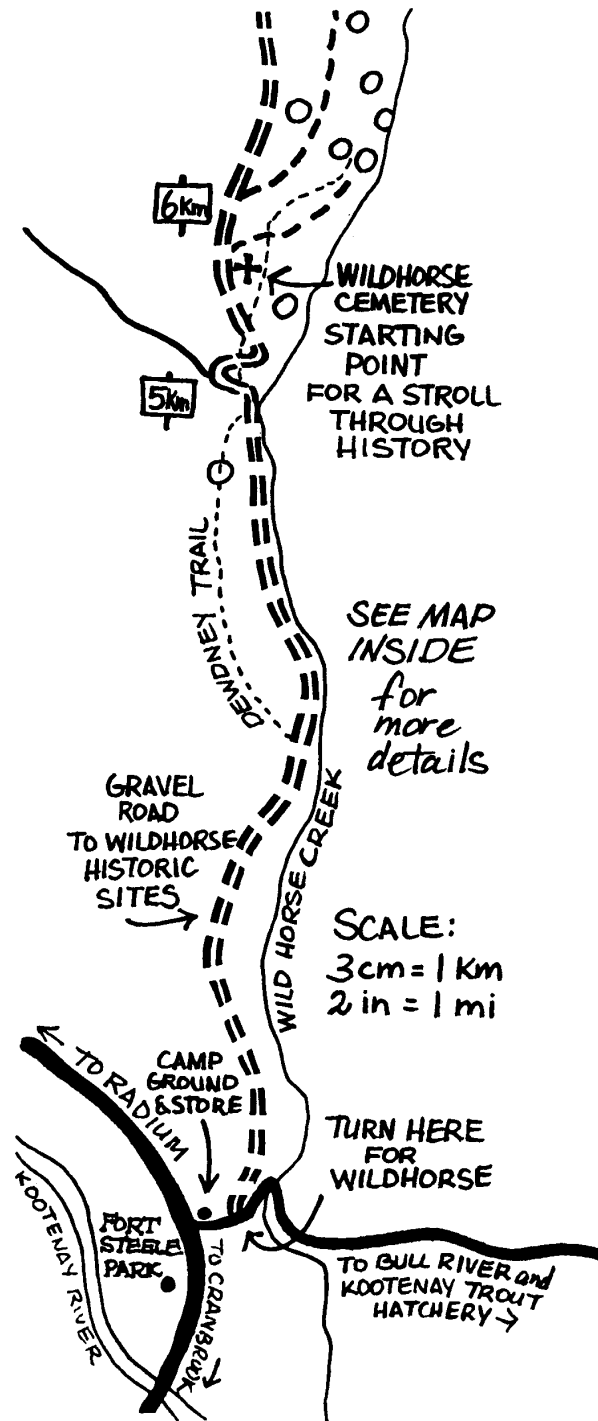 6Km
WILDHORSE
CEMETERY
STARTING
POINT
FOR A STROLL
THROUGH
HISTORY
5Km
DEWDNEY TRAIL
SEE MAP
INSIDE
for
more
details
GRAVEL
ROAD
TO WILDHORSE
HISTORIC
SITES
WILD HORSE CREEK
SCALE:
3cm = 1 Km
2 in = 1 mi
TO RADIUM
CAMP
GROUND
& STORE
TURN HERE
FOR
WILDHORSE
KOOTENAY RIVER
FORT
STEELE
PARK
TO CRANBROOK
TO BULL RIVER and
KOOTENAY TROUT
HATCHERY